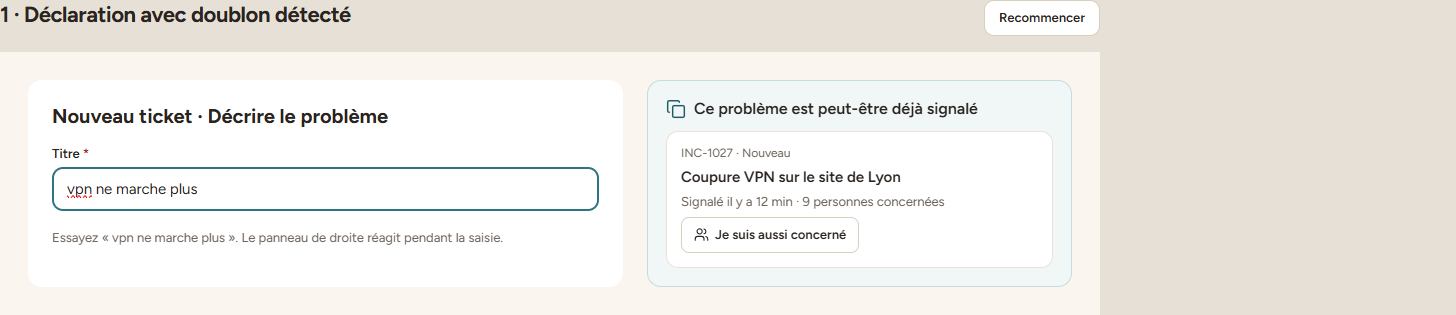 1 · Déclaration avec doublon détecté
Recommencer
Nouveau ticket · Décrire le problème
Titre *
vpn ne marche plus
Essayez « vpn ne marche plus ». Le panneau de droite réagit pendant la saisie.
Ce problème est peut-être déjà signalé
INC-1027 · Nouveau
Coupure VPN sur le site de Lyon
Signalé il y a 12 min · 9 personnes concernées
Je suis aussi concerné